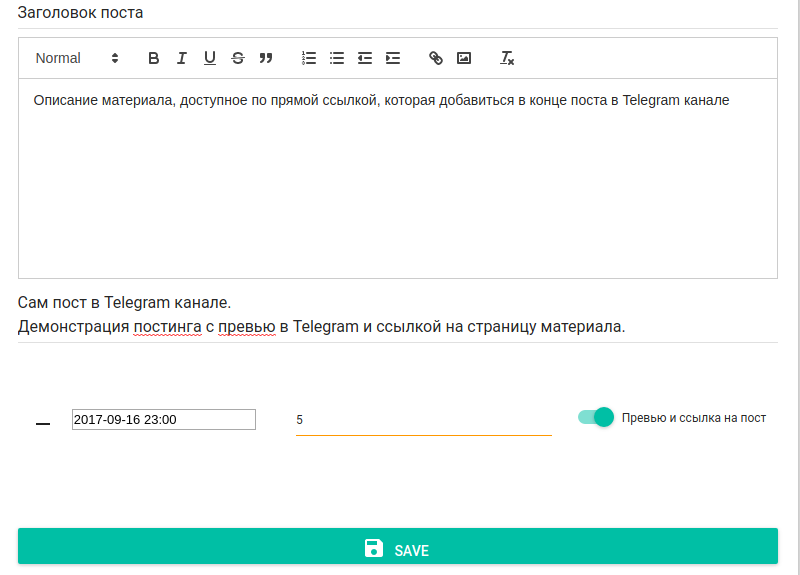 Заголовок поста
Normal
Описание материала, доступное по прямой ссылкой, которая добавиться в конце поста в Telegram канале
Сам пост в Telegram канале.
Демонстрация постинга с превью в Telegram и ссылкой на страницу материала.
2017-09-16 23:00
5
Превью и ссылка на пост
SAVE